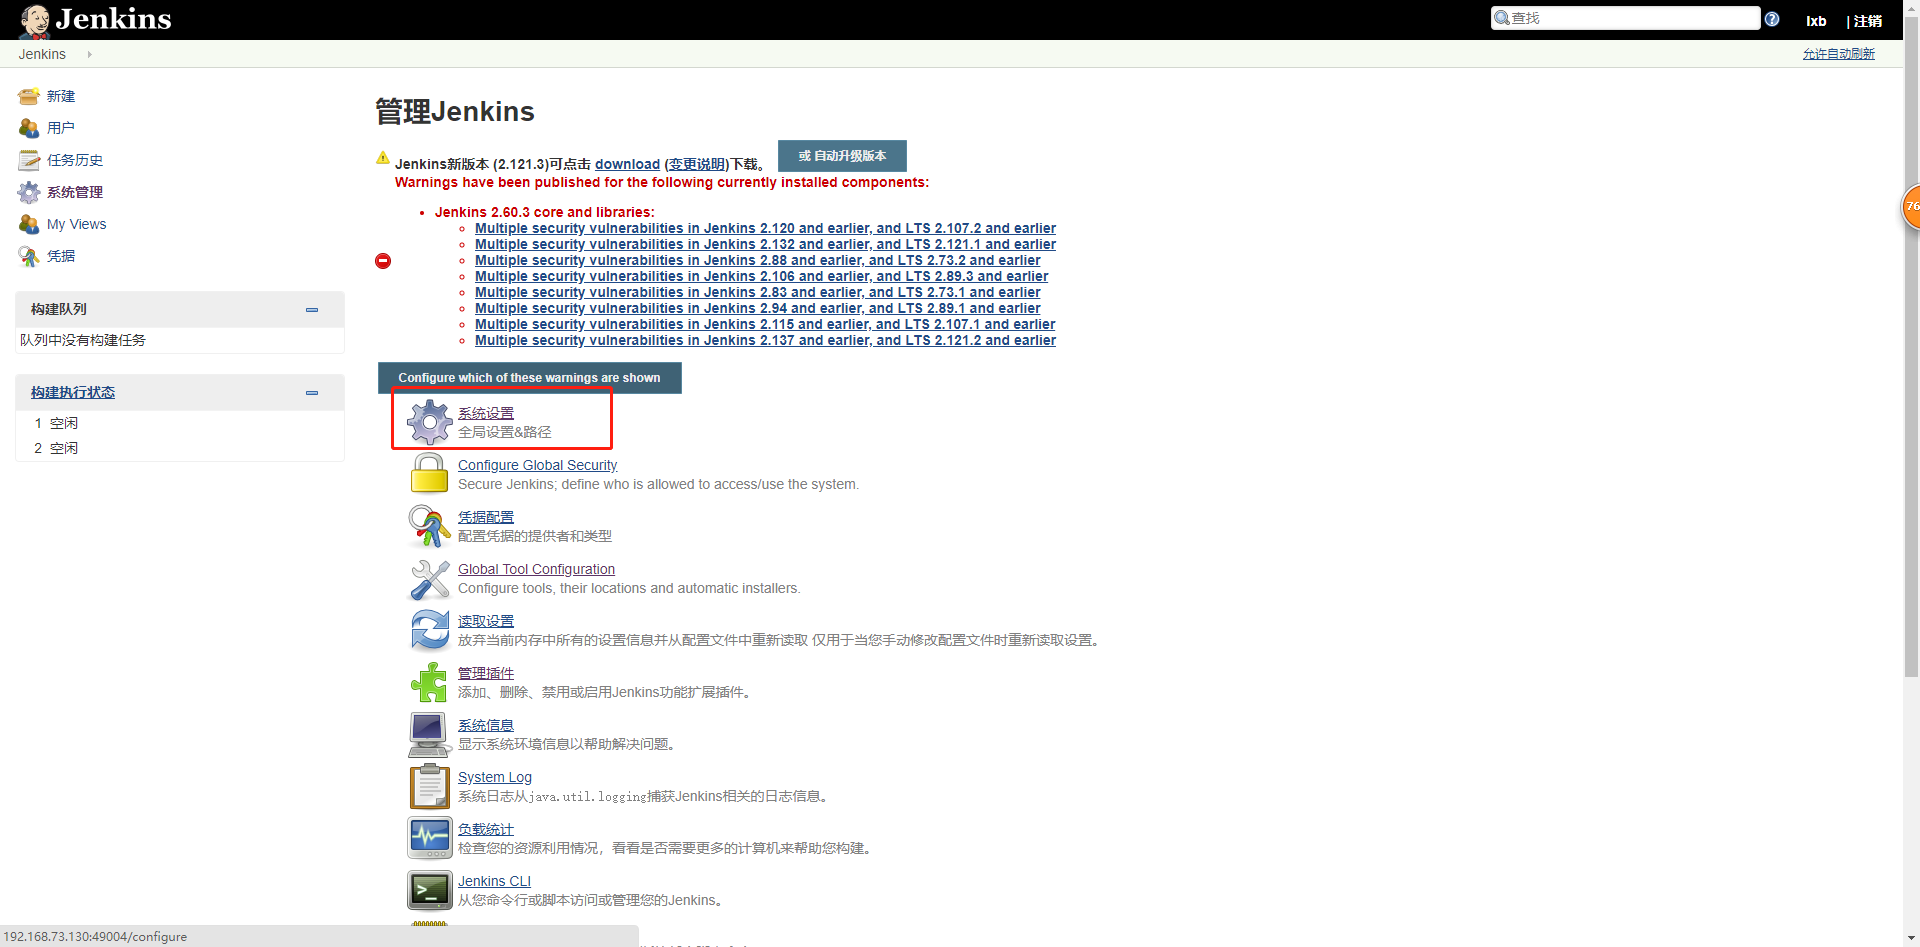 Jenkins
查找
lxb
| 注销
Jenkins
允许自动刷新
新建
用户
任务历史
系统管理
My Views
凭据
构建队列
队列中没有构建任务
构建执行状态
1 空闲
2 空闲
管理Jenkins
Jenkins新版本 (2.121.3)可点击 download (变更说明)下载。
或 自动升级版本
Warnings have been published for the following currently installed components:
Jenkins 2.60.3 core and libraries:
Multiple security vulnerabilities in Jenkins 2.120 and earlier, and LTS 2.107.2 and earlier
Multiple security vulnerabilities in Jenkins 2.132 and earlier, and LTS 2.121.1 and earlier
Multiple security vulnerabilities in Jenkins 2.88 and earlier, and LTS 2.73.2 and earlier
Multiple security vulnerabilities in Jenkins 2.106 and earlier, and LTS 2.89.3 and earlier
Multiple security vulnerabilities in Jenkins 2.83 and earlier, and LTS 2.73.1 and earlier
Multiple security vulnerabilities in Jenkins 2.94 and earlier, and LTS 2.89.1 and earlier
Multiple security vulnerabilities in Jenkins 2.115 and earlier, and LTS 2.107.1 and earlier
Multiple security vulnerabilities in Jenkins 2.137 and earlier, and LTS 2.121.2 and earlier
Configure which of these warnings are shown
系统设置
全局设置&路径
Configure Global Security
Secure Jenkins; define who is allowed to access/use the system.
凭据配置
配置凭据的提供者和类型
Global Tool Configuration
Configure tools, their locations and automatic installers.
读取设置
放弃当前内存中所有的设置信息并从配置文件中重新读取 仅用于当您手动修改配置文件时重新读取设置。
管理插件
添加、删除、禁用或启用Jenkins功能扩展插件。
系统信息
显示系统环境信息以帮助解决问题。
System Log
系统日志从java.util.logging捕获Jenkins相关的日志信息。
负载统计
检查您的资源利用情况，看看是否需要更多的计算机来帮助您构建。
Jenkins CLI
从您命令行或脚本访问或管理您的Jenkins。
192.168.73.130:49004/configure
76